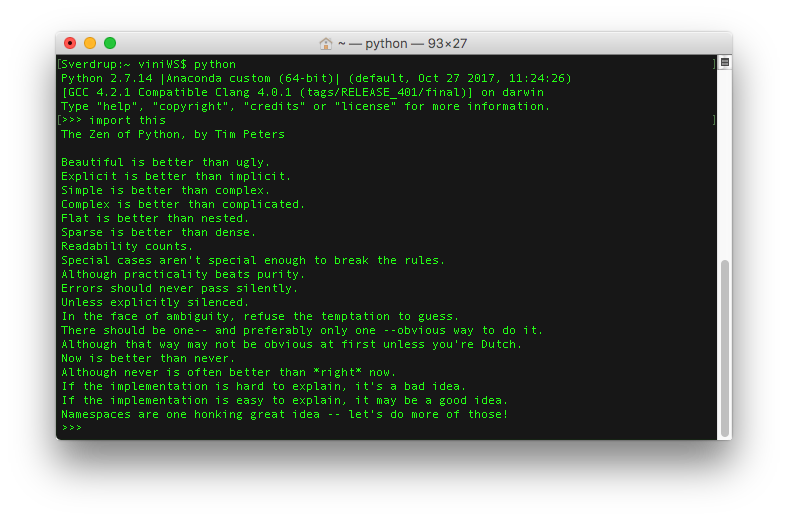 ~ — python — 93×27
[Sverdrup:~ viniWS$ python ]
Python 2.7.14 |Anaconda custom (64-bit)| (default, Oct 27 2017, 11:24:26)
[GCC 4.2.1 Compatible Clang 4.0.1 (tags/RELEASE_401/final)] on darwin
Type "help", "copyright", "credits" or "license" for more information.
[>>> import this ]
The Zen of Python, by Tim Peters

Beautiful is better than ugly.
Explicit is better than implicit.
Simple is better than complex.
Complex is better than complicated.
Flat is better than nested.
Sparse is better than dense.
Readability counts.
Special cases aren't special enough to break the rules.
Although practicality beats purity.
Errors should never pass silently.
Unless explicitly silenced.
In the face of ambiguity, refuse the temptation to guess.
There should be one-- and preferably only one --obvious way to do it.
Although that way may not be obvious at first unless you're Dutch.
Now is better than never.
Although never is often better than *right* now.
If the implementation is hard to explain, it's a bad idea.
If the implementation is easy to explain, it may be a good idea.
Namespaces are one honking great idea -- let's do more of those!
>>>